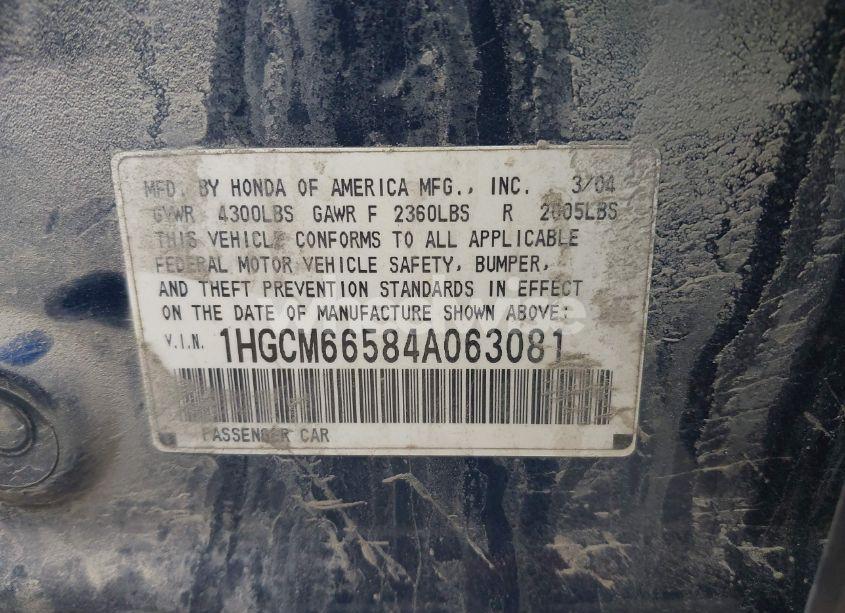 MFD. BY HONDA OF AMERICA MFG., INC. 3/04
GVWR 4300LBS GAWR F 2360LBS R 2005LBS
THIS VEHICLE CONFORMS TO ALL APPLICABLE
FEDERAL MOTOR VEHICLE SAFETY, BUMPER,
AND THEFT PREVENTION STANDARDS IN EFFECT
ON THE DATE OF MANUFACTURE SHOWN ABOVE:
V.I.N. 1HGCM66584A063081
PASSENGER CAR